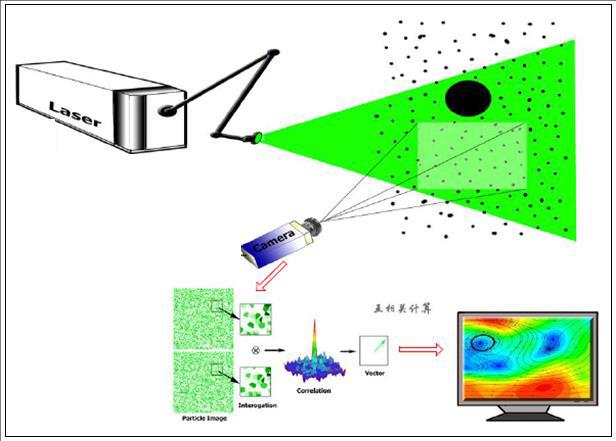 Laser
Camera
互相关计算
Vector
Correlation
Interogation
Particle Image